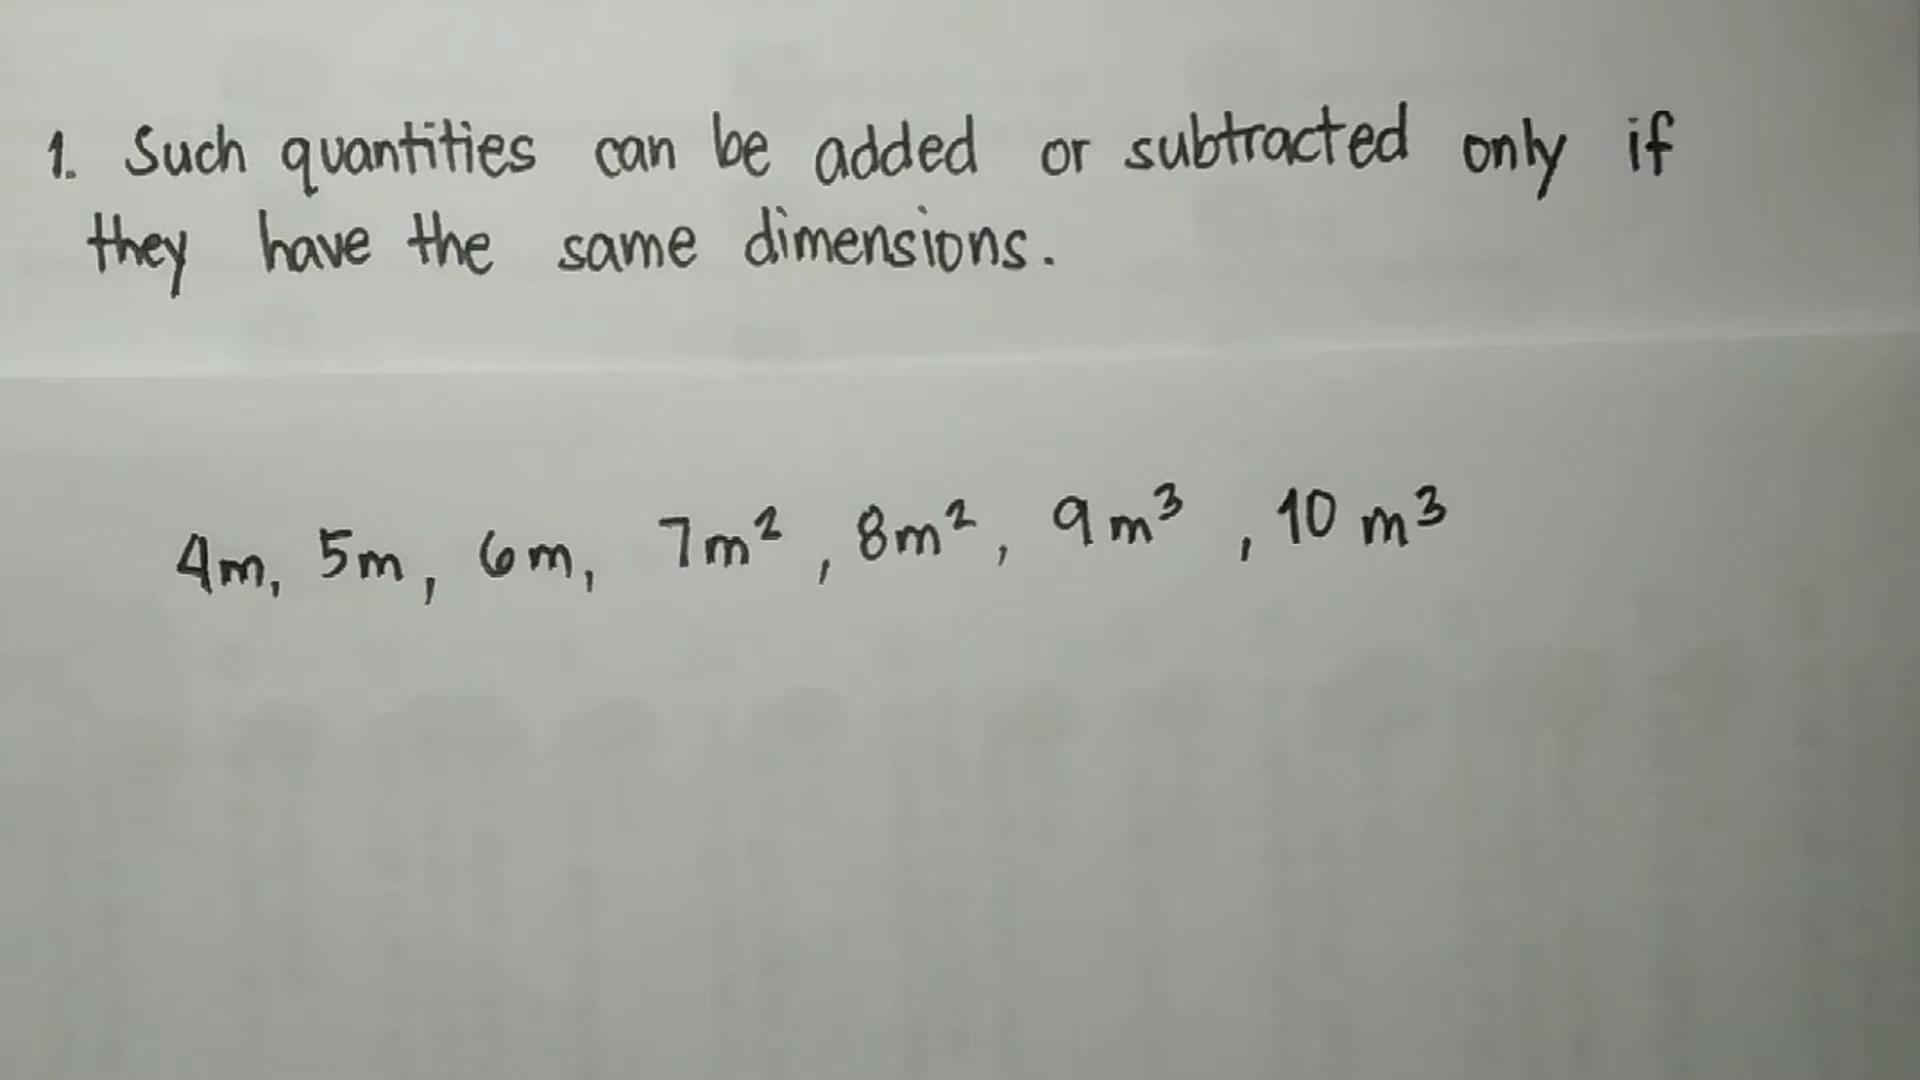 1. Such quantities can be added or subtracted only if
they have the same dimensions.
4m, 5m, 6m, 7m², 8m², 9m³, 10 m³